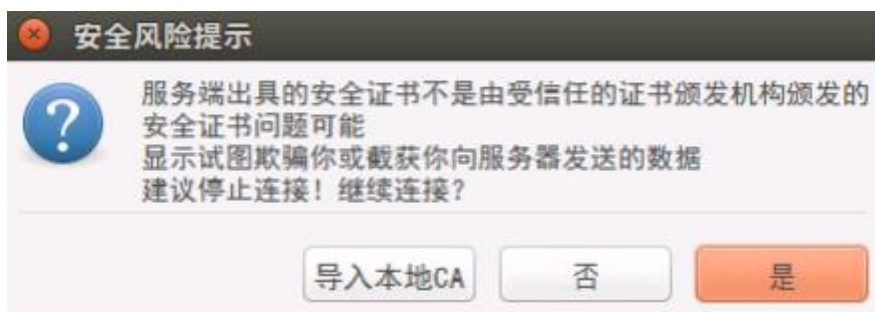 安全风险提示
服务端出具的安全证书不是由受信任的证书颁发机构颁发的
安全证书问题可能
显示试图欺骗你或截获你向服务器发送的数据
建议停止连接！继续连接？
导入本地CA 否 是